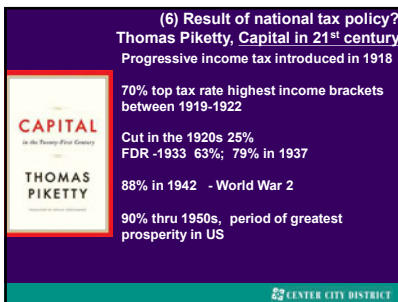 (6) Result of national tax policy?
Thomas Piketty, Capital in 21st century
Progressive income tax introduced in 1918
70% top tax rate highest income brackets
between 1919-1922
Cut in the 1920s 25%
FDR -1933 63%; 79% in 1937
88% in 1942 - World War 2
90% thru 1950s, period of greatest
prosperity in US
CAPITAL
in the Twenty-First Century
THOMAS
PIKETTY
CENTER CITY DISTRICT